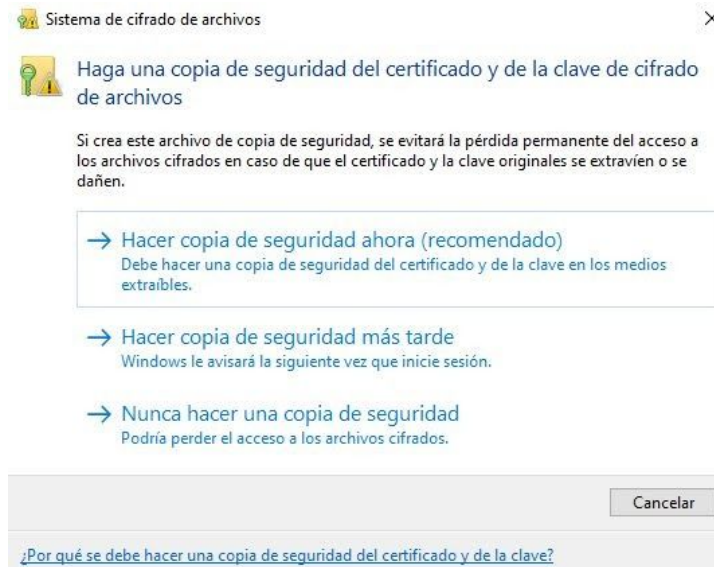 Sistema de cifrado de archivos
Haga una copia de seguridad del certificado y de la clave de cifrado
de archivos
Si crea este archivo de copia de seguridad, se evitará la pérdida permanente del acceso a
los archivos cifrados en caso de que el certificado y la clave originales se extravíen o se
dañen.
Hacer copia de seguridad ahora (recomendado)
Debe hacer una copia de seguridad del certificado y de la clave en los medios
extraíbles.
Hacer copia de seguridad más tarde
Windows le avisará la siguiente vez que inicie sesión.
Nunca hacer una copia de seguridad
Podría perder el acceso a los archivos cifrados.
Cancelar
¿Por qué se debe hacer una copia de seguridad del certificado y de la clave?